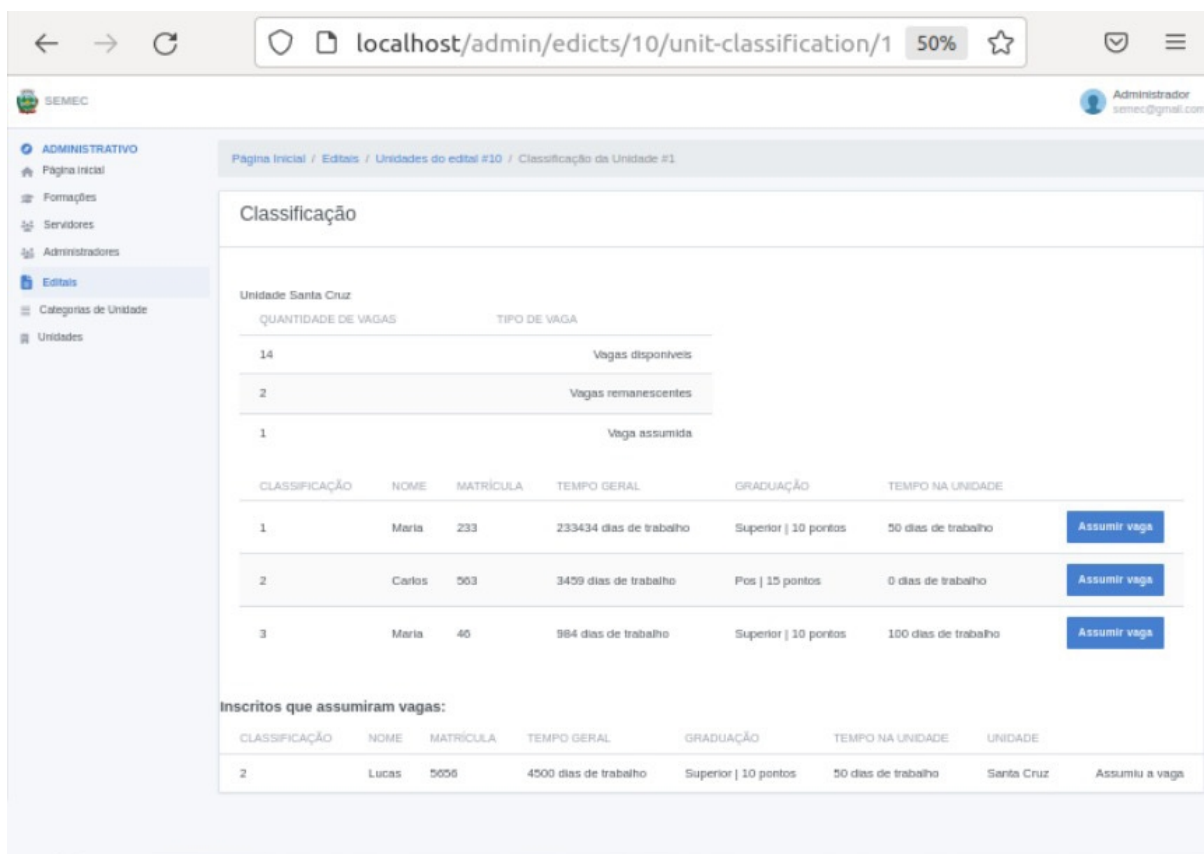 localhost/admin/edicts/10/unit-classification/1 50%
SEMEC
Administrador
semec@gmail.com
ADMINISTRATIVO
Página Inicial
Formações
Servidores
Administradores
Editais
Categorias de Unidade
Unidades
Página Inicial / Editais / Unidades do edital #10 / Classificação da Unidade #1
Classificação
Unidade Santa Cruz
QUANTIDADE DE VAGAS TIPO DE VAGA
14 Vagas disponíveis
2 Vagas remanescentes
1 Vaga assumida
CLASSIFICAÇÃO NOME MATRÍCULA TEMPO GERAL GRADUAÇÃO TEMPO NA UNIDADE
1 Maria 233 233434 dias de trabalho Superior | 10 pontos 50 dias de trabalho Assumir vaga
2 Carlos 563 3459 dias de trabalho Pos | 15 pontos 0 dias de trabalho Assumir vaga
3 Maria 46 984 dias de trabalho Superior | 10 pontos 100 dias de trabalho Assumir vaga
Inscritos que assumiram vagas:
CLASSIFICAÇÃO NOME MATRÍCULA TEMPO GERAL GRADUAÇÃO TEMPO NA UNIDADE UNIDADE
2 Lucas 5656 4500 dias de trabalho Superior | 10 pontos 50 dias de trabalho Santa Cruz Assumiu a vaga